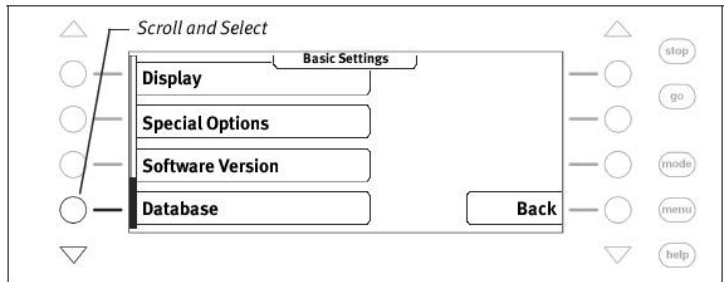 Scroll and Select
Basic Settings
Display
Special Options
Software Version
Database
Back
stop
go
mode
menu
help